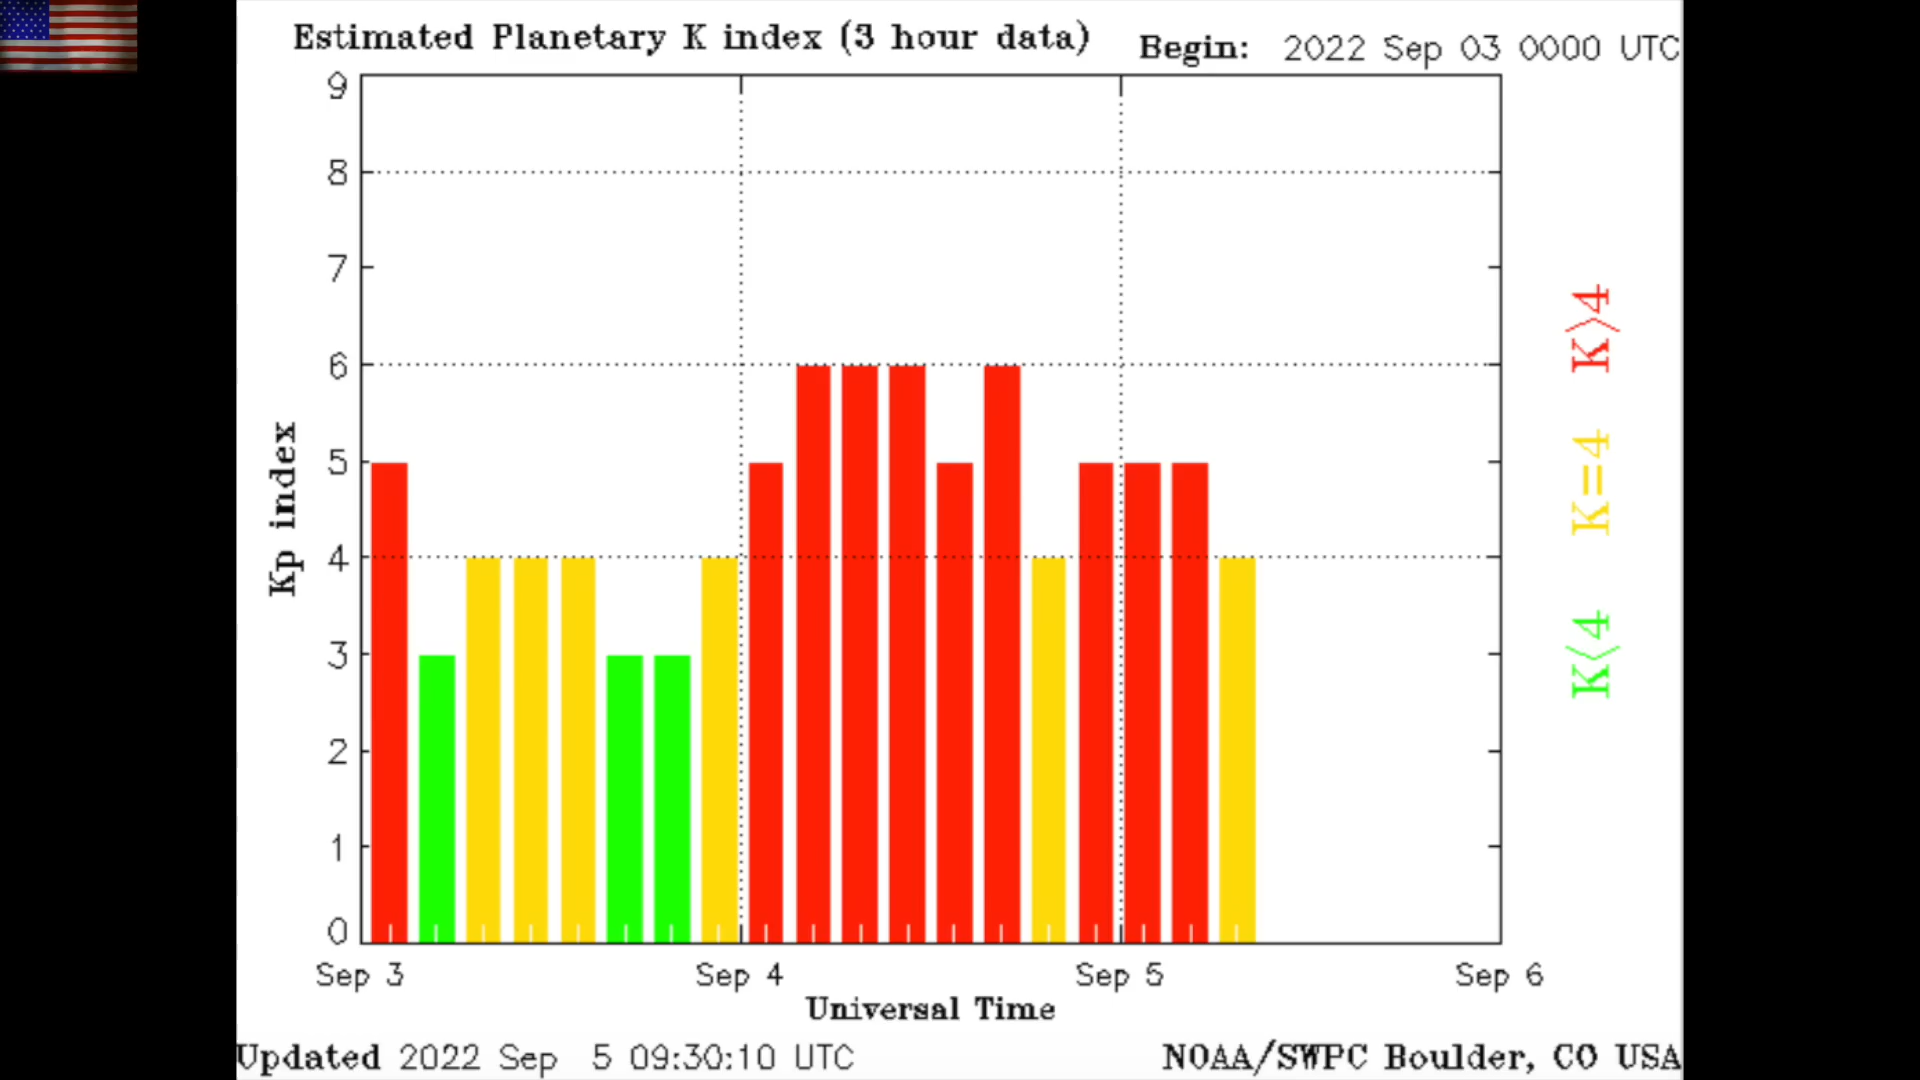 Estimated Planetary K index (3 hour data)
Begin: 2022 Sep 03 0000 UTC
9
8
7
6
5
4
3
2
1
0
Kp index
K>4
K=4
K<4
Sep 3
Sep 4
Sep 5
Sep 6
Universal Time
Updated 2022 Sep 5 09:30:10 UTC
NOAA/SWPC Boulder, CO USA